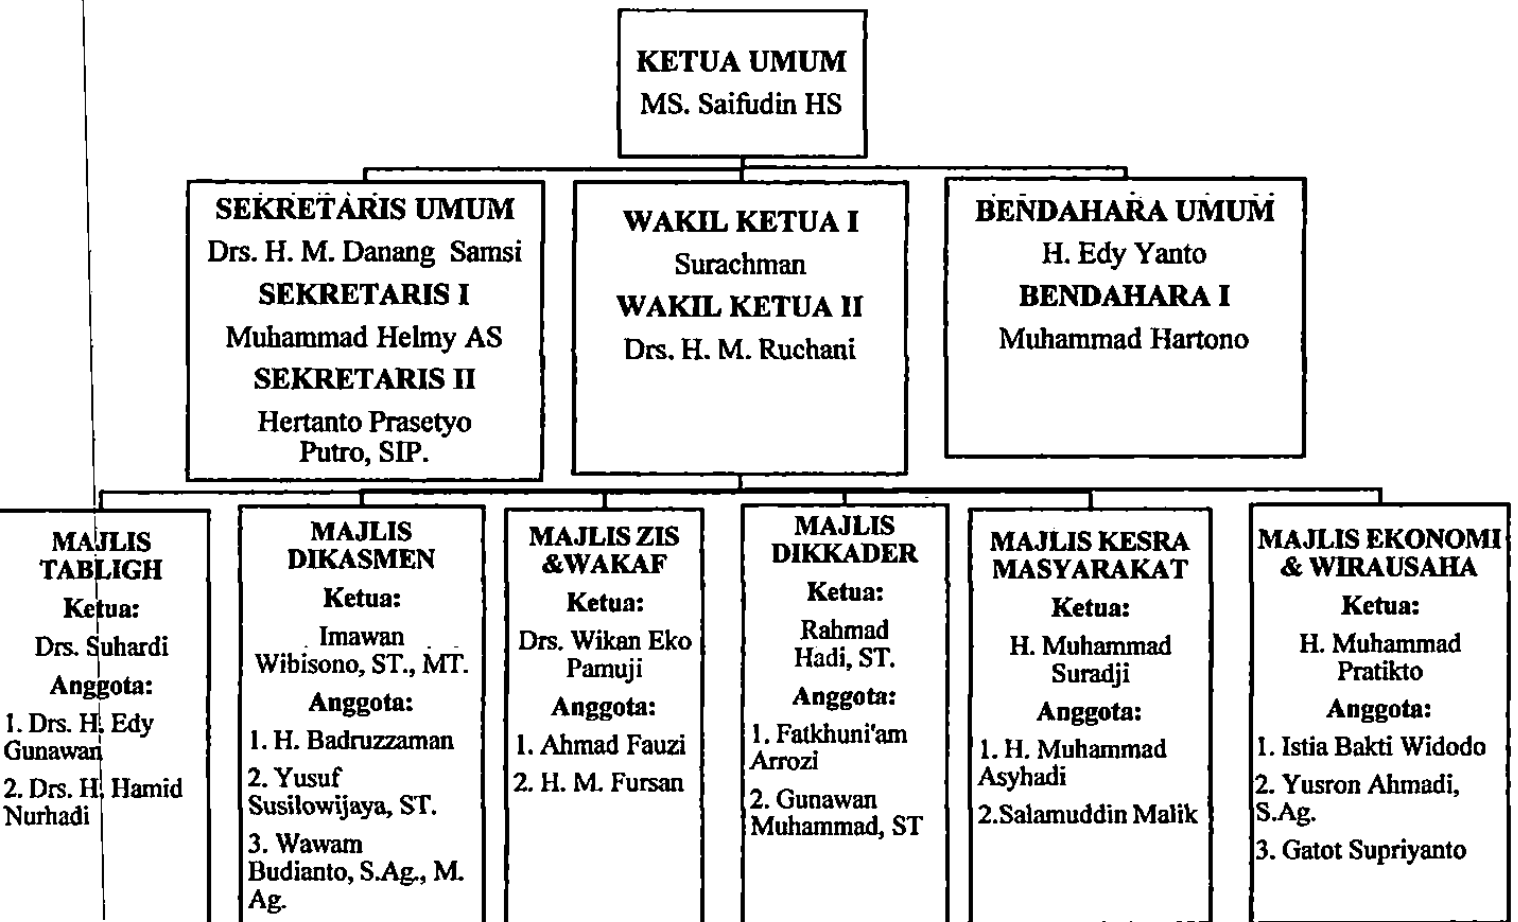 KETUA UMUM
MS. Saifudin HS
SEKRETARIS UMUM
Drs. H. M. Danang Samsi
SEKRETARIS I
Muhammad Helmy AS
SEKRETARIS II
Hertanto Prasetyo
Putro, SIP.
WAKIL KETUA I
Surachman
WAKIL KETUA II
Drs. H. M. Ruchani
BENDAHARA UMUM
H. Edy Yanto
BENDAHARA I
Muhammad Hartono
MAJLIS
TABLIGH
Ketua:
Drs. Suhardi
Anggota:
1. Drs. H. Edy
Gunawan
2. Drs. H. Hamid
Nurhadi
MAJLIS
DIKASMEN
Ketua:
Imawan
Wibisono, ST., MT.
Anggota:
1. H. Badruzzaman
2. Yusuf
Susilowijaya, ST.
3. Wawam
Budianto, S.Ag., M.
Ag.
MAJLIS ZIS
&WAKAF
Ketua:
Drs. Wikan Eko
Pamuji
Anggota:
1. Ahmad Fauzi
2. H. M. Fursan
MAJLIS
DIKKADER
Ketua:
Rahmad
Hadi, ST.
Anggota:
1. Fatkhuni'am
Arrozi
2. Gunawan
Muhammad, ST
MAJLIS KESRA
MASYARAKAT
Ketua:
H. Muhammad
Suradji
Anggota:
1. H. Muhammad
Asyhadi
2.Salamuddin Malik
MAJLIS EKONOMI
& WIRAUSAHA
Ketua:
H. Muhammad
Pratikto
Anggota:
1. Istia Bakti Widodo
2. Yusron Ahmadi,
S.Ag.
3. Gatot Supriyanto